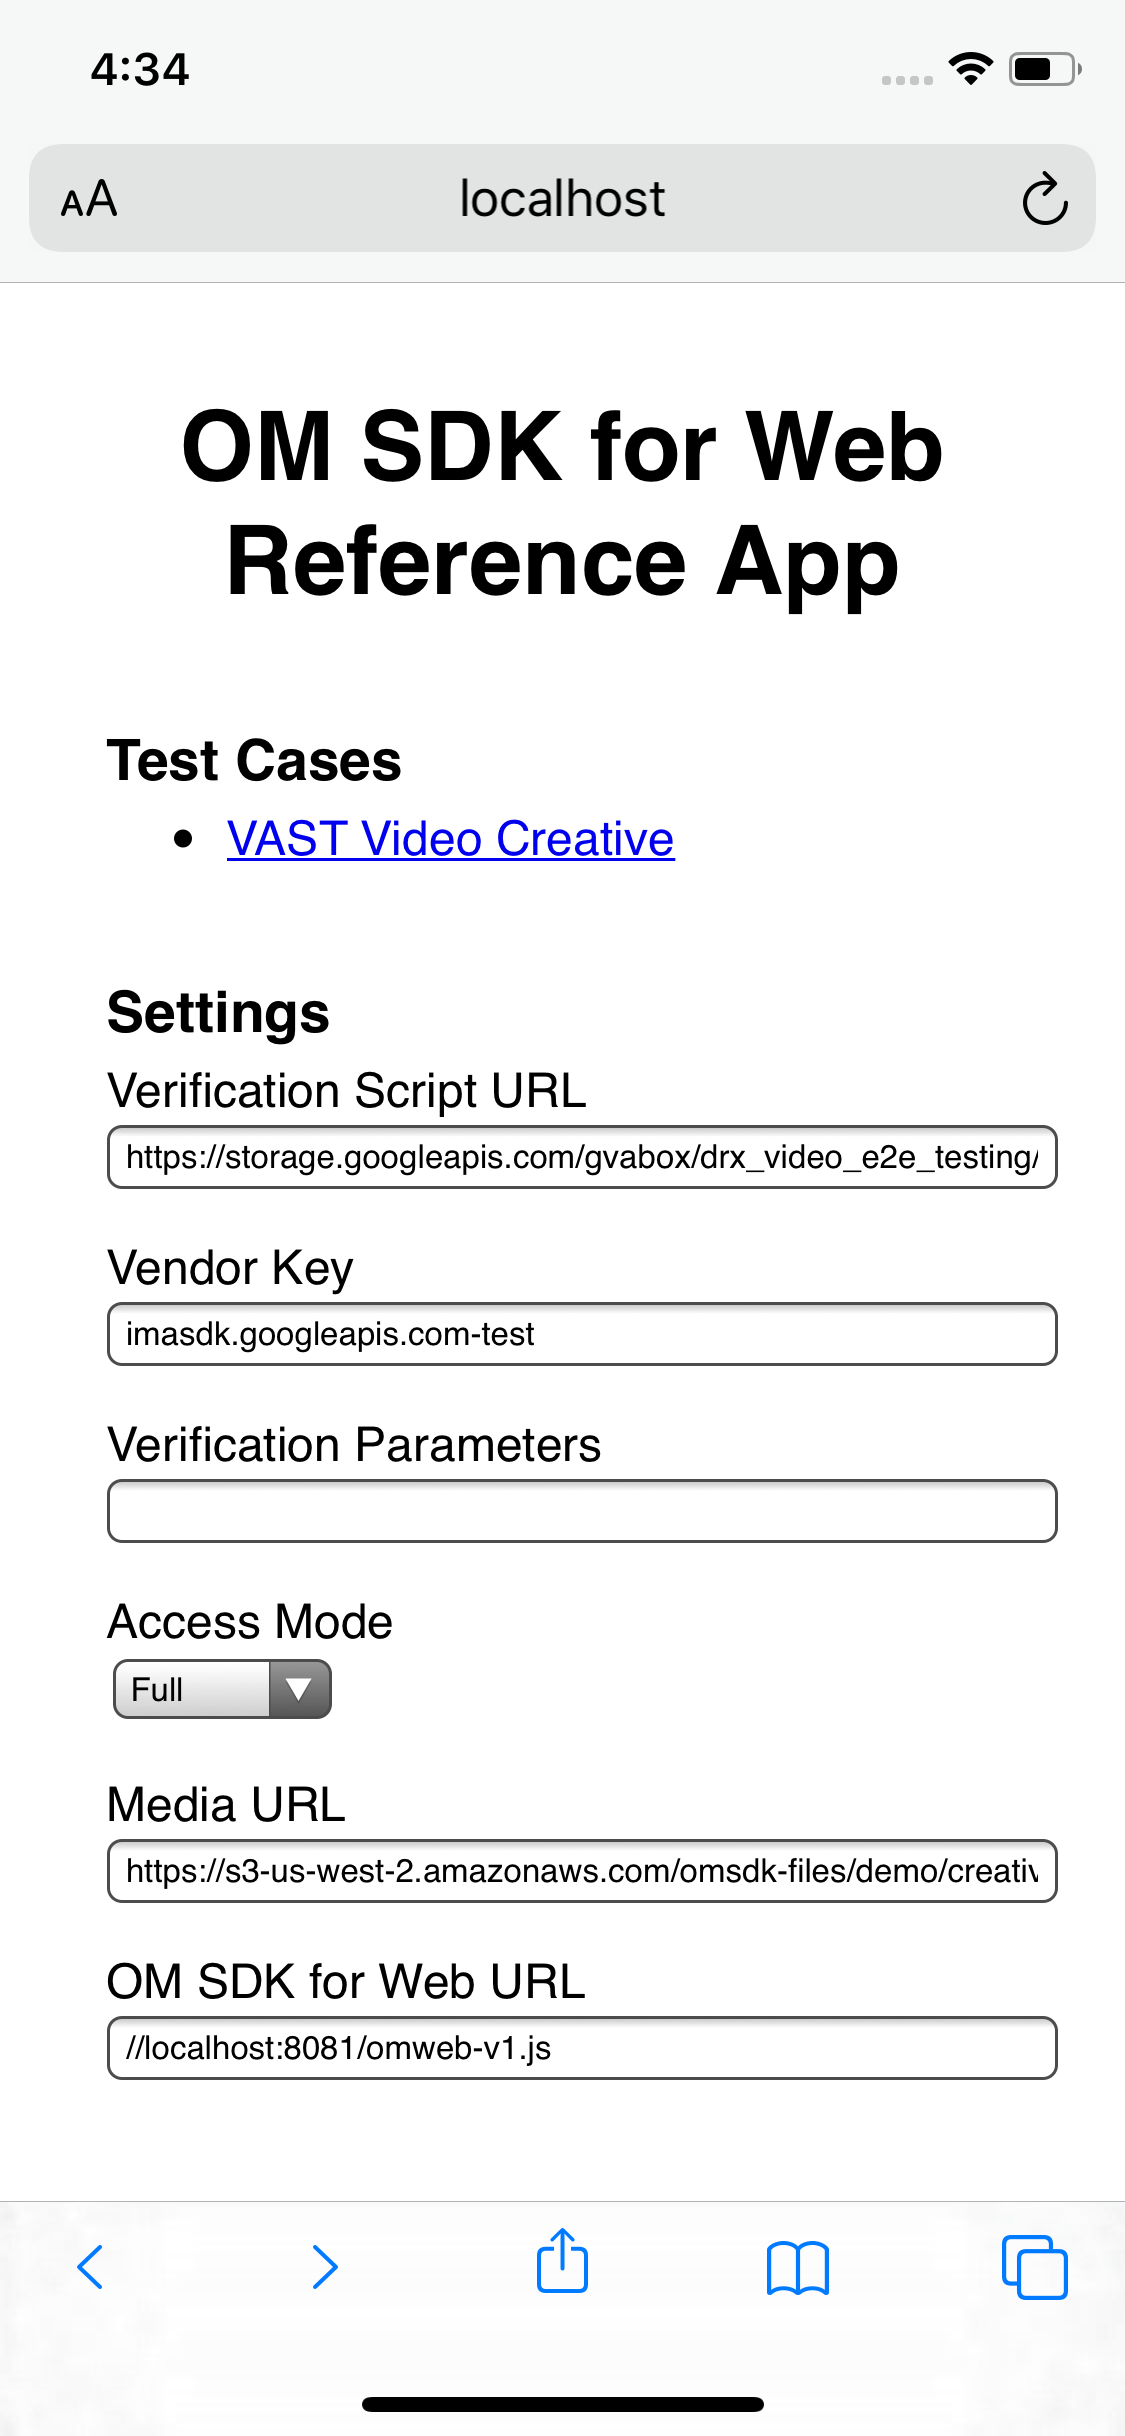 4:34
AA localhost
OM SDK for Web
Reference App
Test Cases
• VAST Video Creative
Settings
Verification Script URL
https://storage.googleapis.com/gvabox/drx_video_e2e_testing/
Vendor Key
imasdk.googleapis.com-test
Verification Parameters
Access Mode
Full
Media URL
https://s3-us-west-2.amazonaws.com/omsdk-files/demo/creativ
OM SDK for Web URL
//localhost:8081/omweb-v1.js